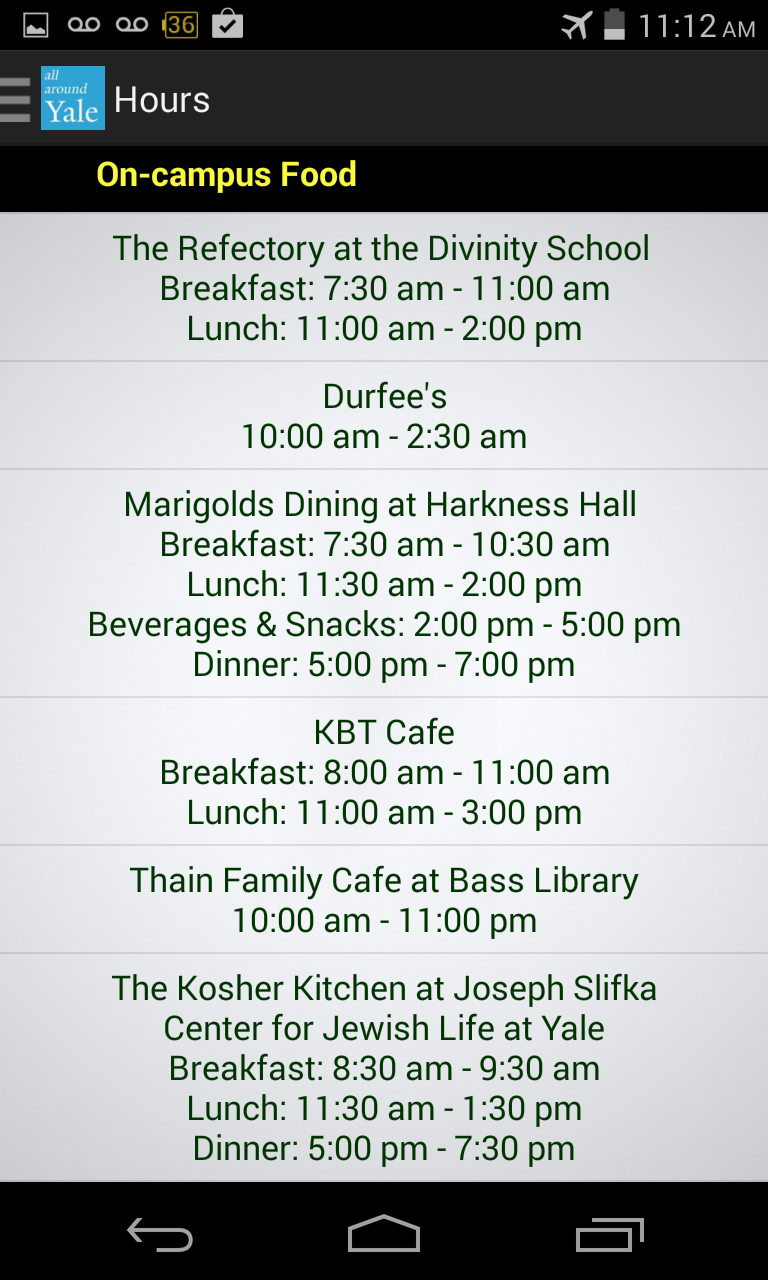 36
11:12 AM
all
around
Yale
Hours
On-campus Food
The Refectory at the Divinity School
Breakfast: 7:30 am - 11:00 am
Lunch: 11:00 am - 2:00 pm
Durfee's
10:00 am - 2:30 am
Marigolds Dining at Harkness Hall
Breakfast: 7:30 am - 10:30 am
Lunch: 11:30 am - 2:00 pm
Beverages & Snacks: 2:00 pm - 5:00 pm
Dinner: 5:00 pm - 7:00 pm
KBT Cafe
Breakfast: 8:00 am - 11:00 am
Lunch: 11:00 am - 3:00 pm
Thain Family Cafe at Bass Library
10:00 am - 11:00 pm
The Kosher Kitchen at Joseph Slifka
Center for Jewish Life at Yale
Breakfast: 8:30 am - 9:30 am
Lunch: 11:30 am - 1:30 pm
Dinner: 5:00 pm - 7:30 pm